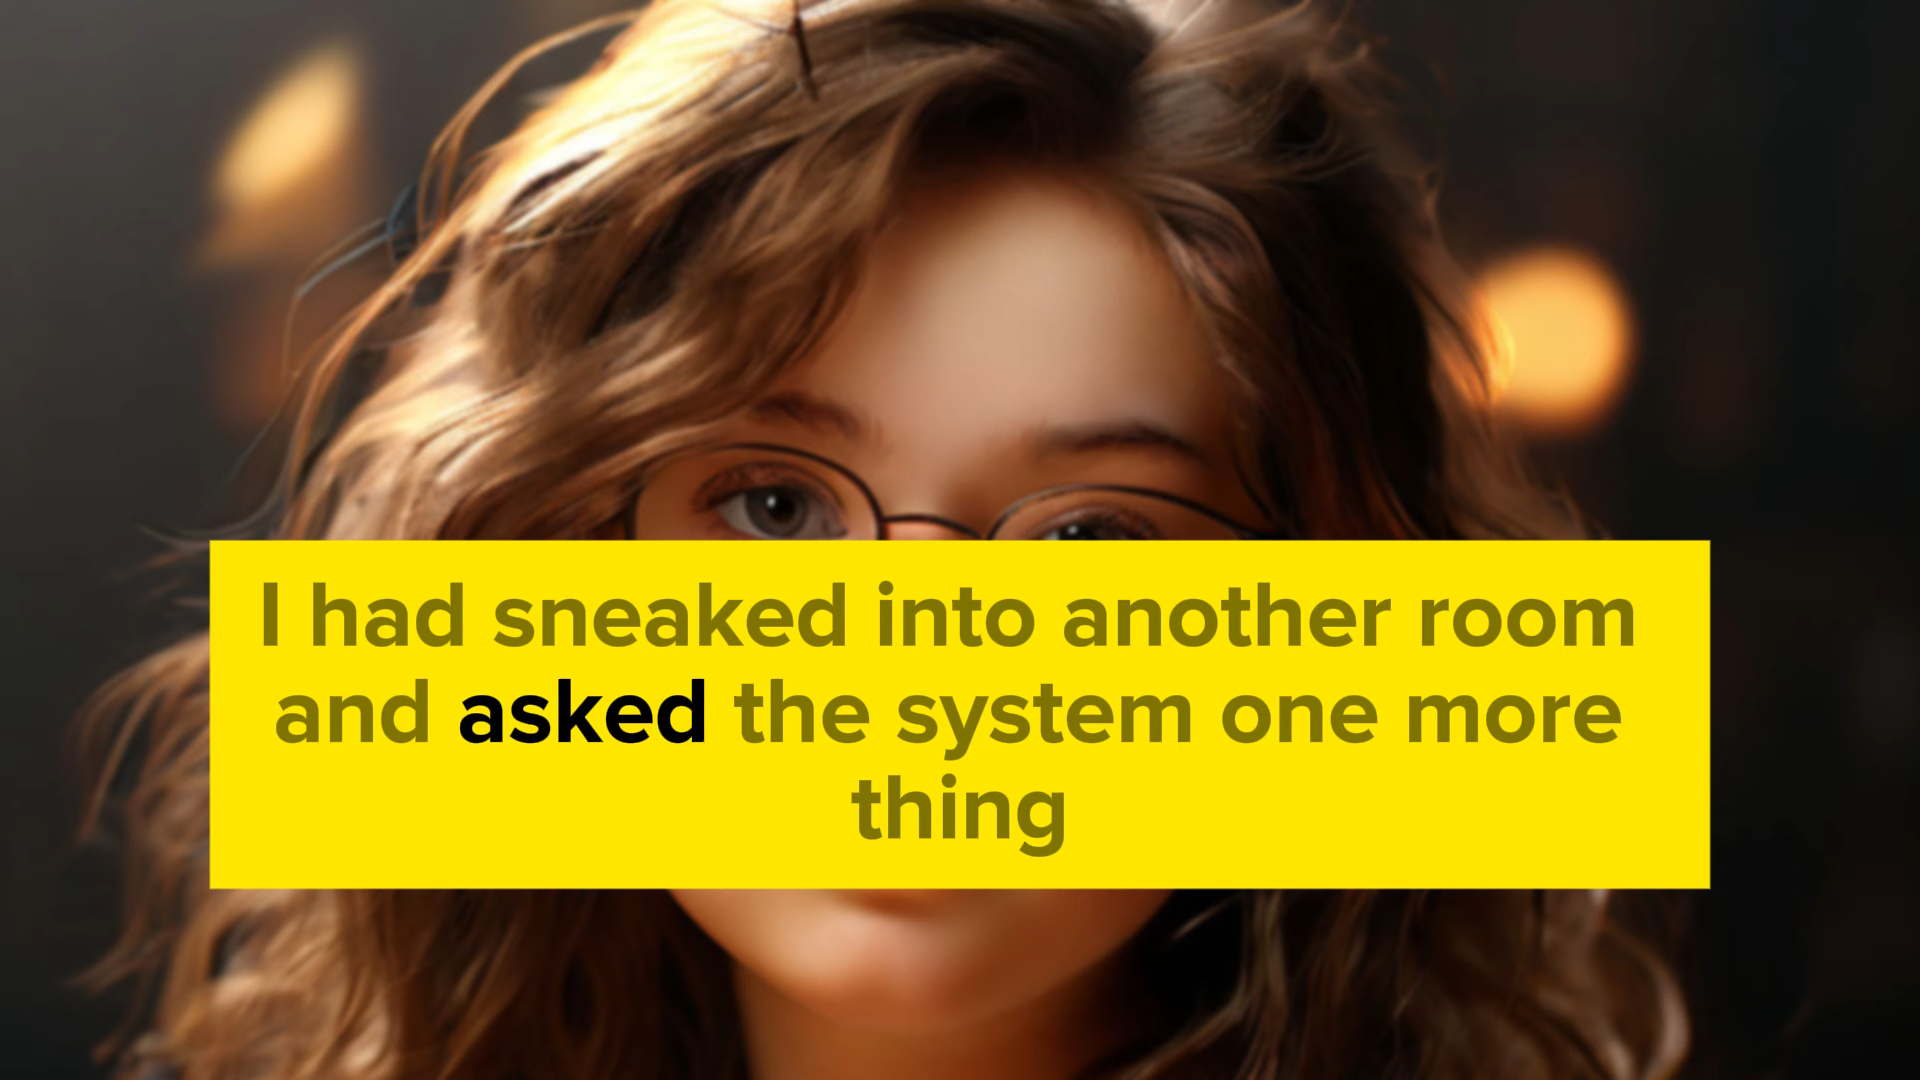 I had sneaked into another room
and asked the system one more
thing